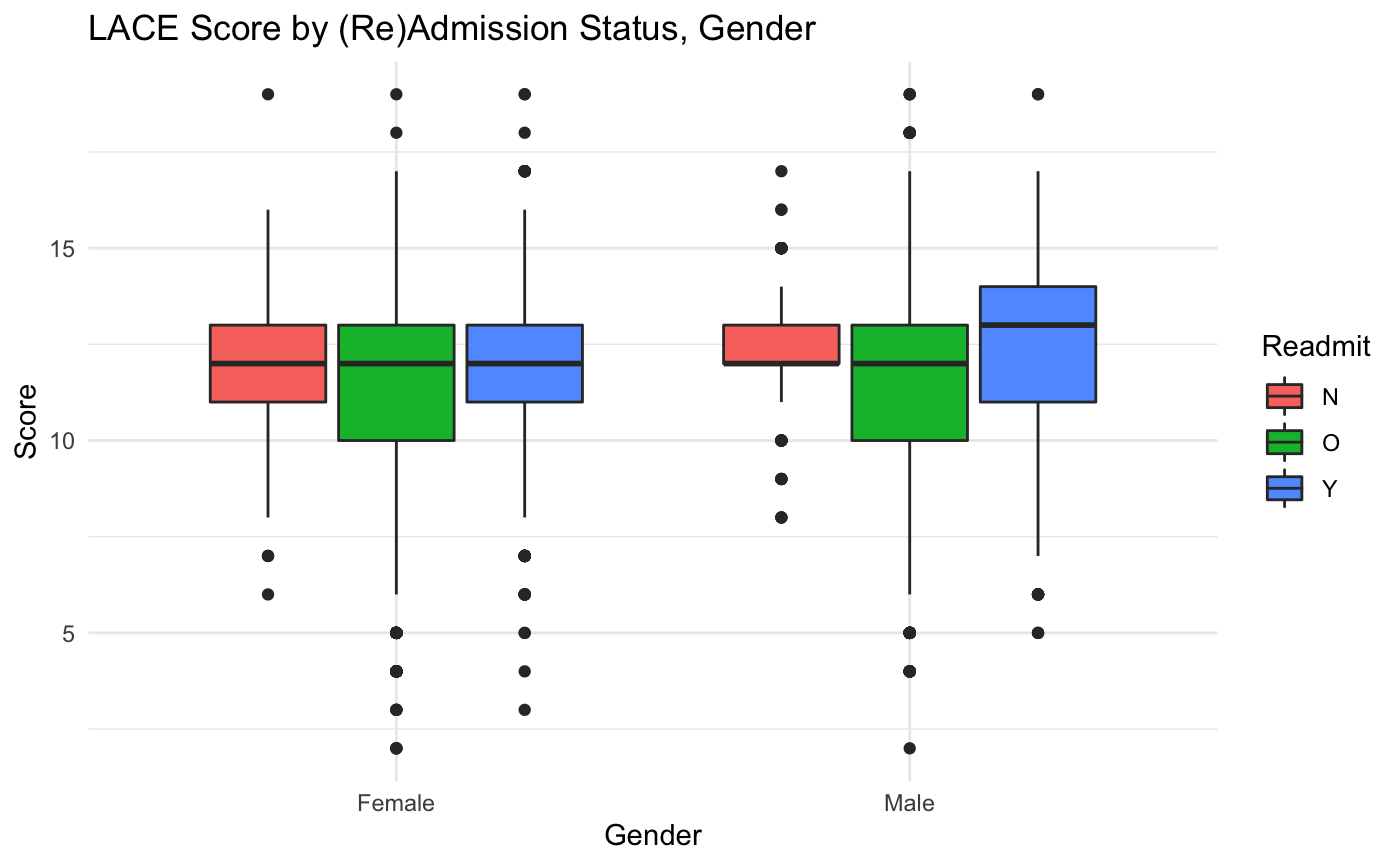 LACE Score by (Re)Admission Status, Gender
Score
15
10
5
Female
Male
Gender
Readmit
N
O
Y